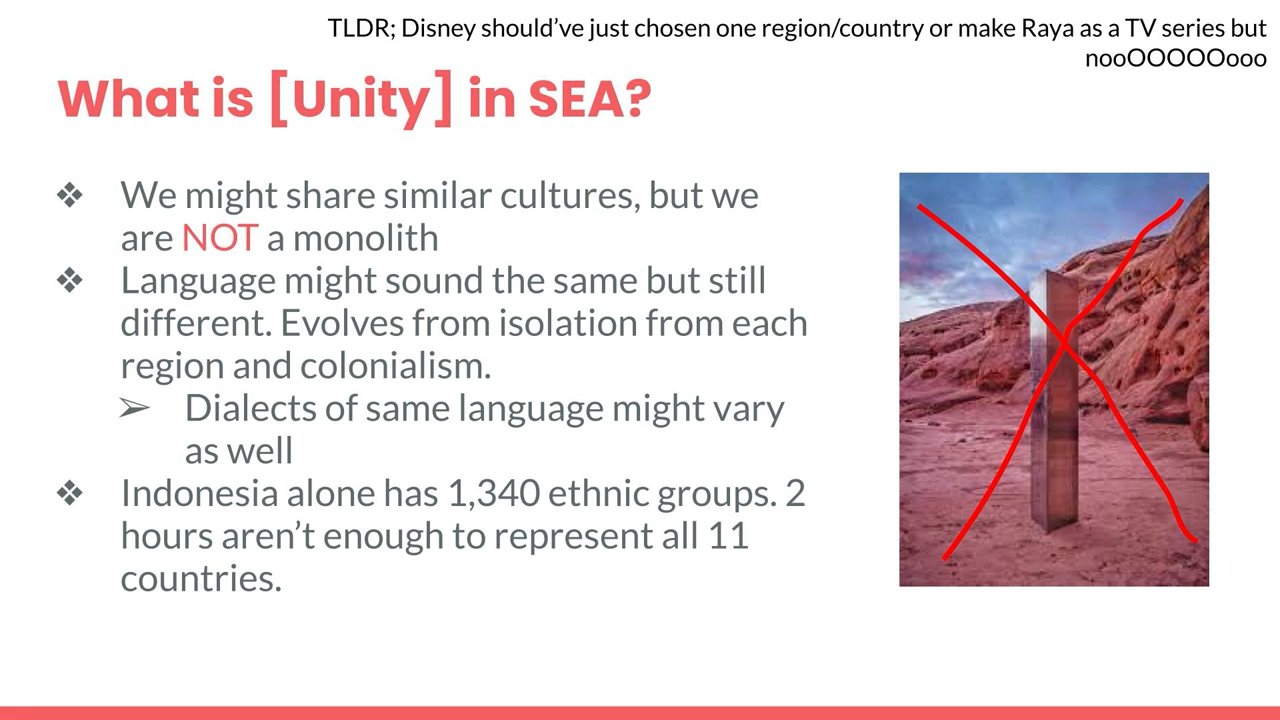 TLDR; Disney should’ve just chosen one region/country or make Raya as a TV series but
nooOOOOOooo
What is [Unity] in SEA?
❖ We might share similar cultures, but we
are NOT a monolith
❖ Language might sound the same but still
different. Evolves from isolation from each
region and colonialism.
➢ Dialects of same language might vary
as well
❖ Indonesia alone has 1,340 ethnic groups. 2
hours aren’t enough to represent all 11
countries.